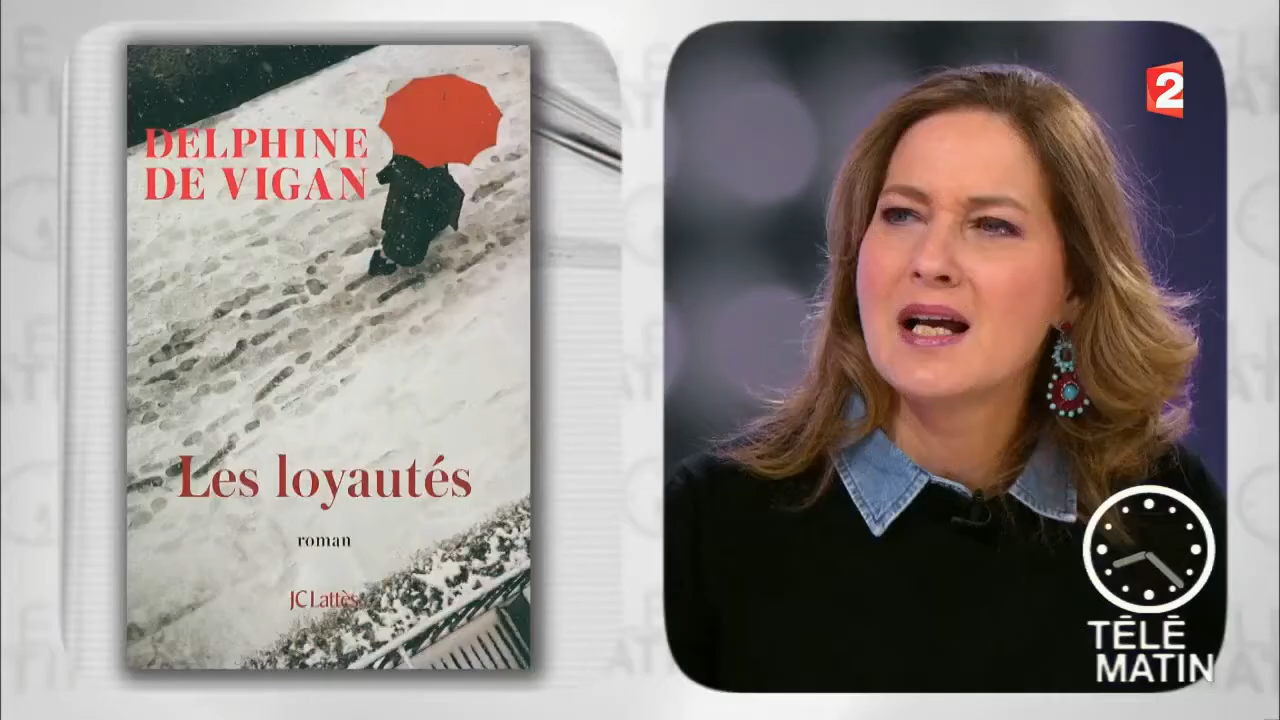 DELPHINE
DE VIGAN
Les loyautés
roman
JC Lattès
2
TÉLÉ
MATIN